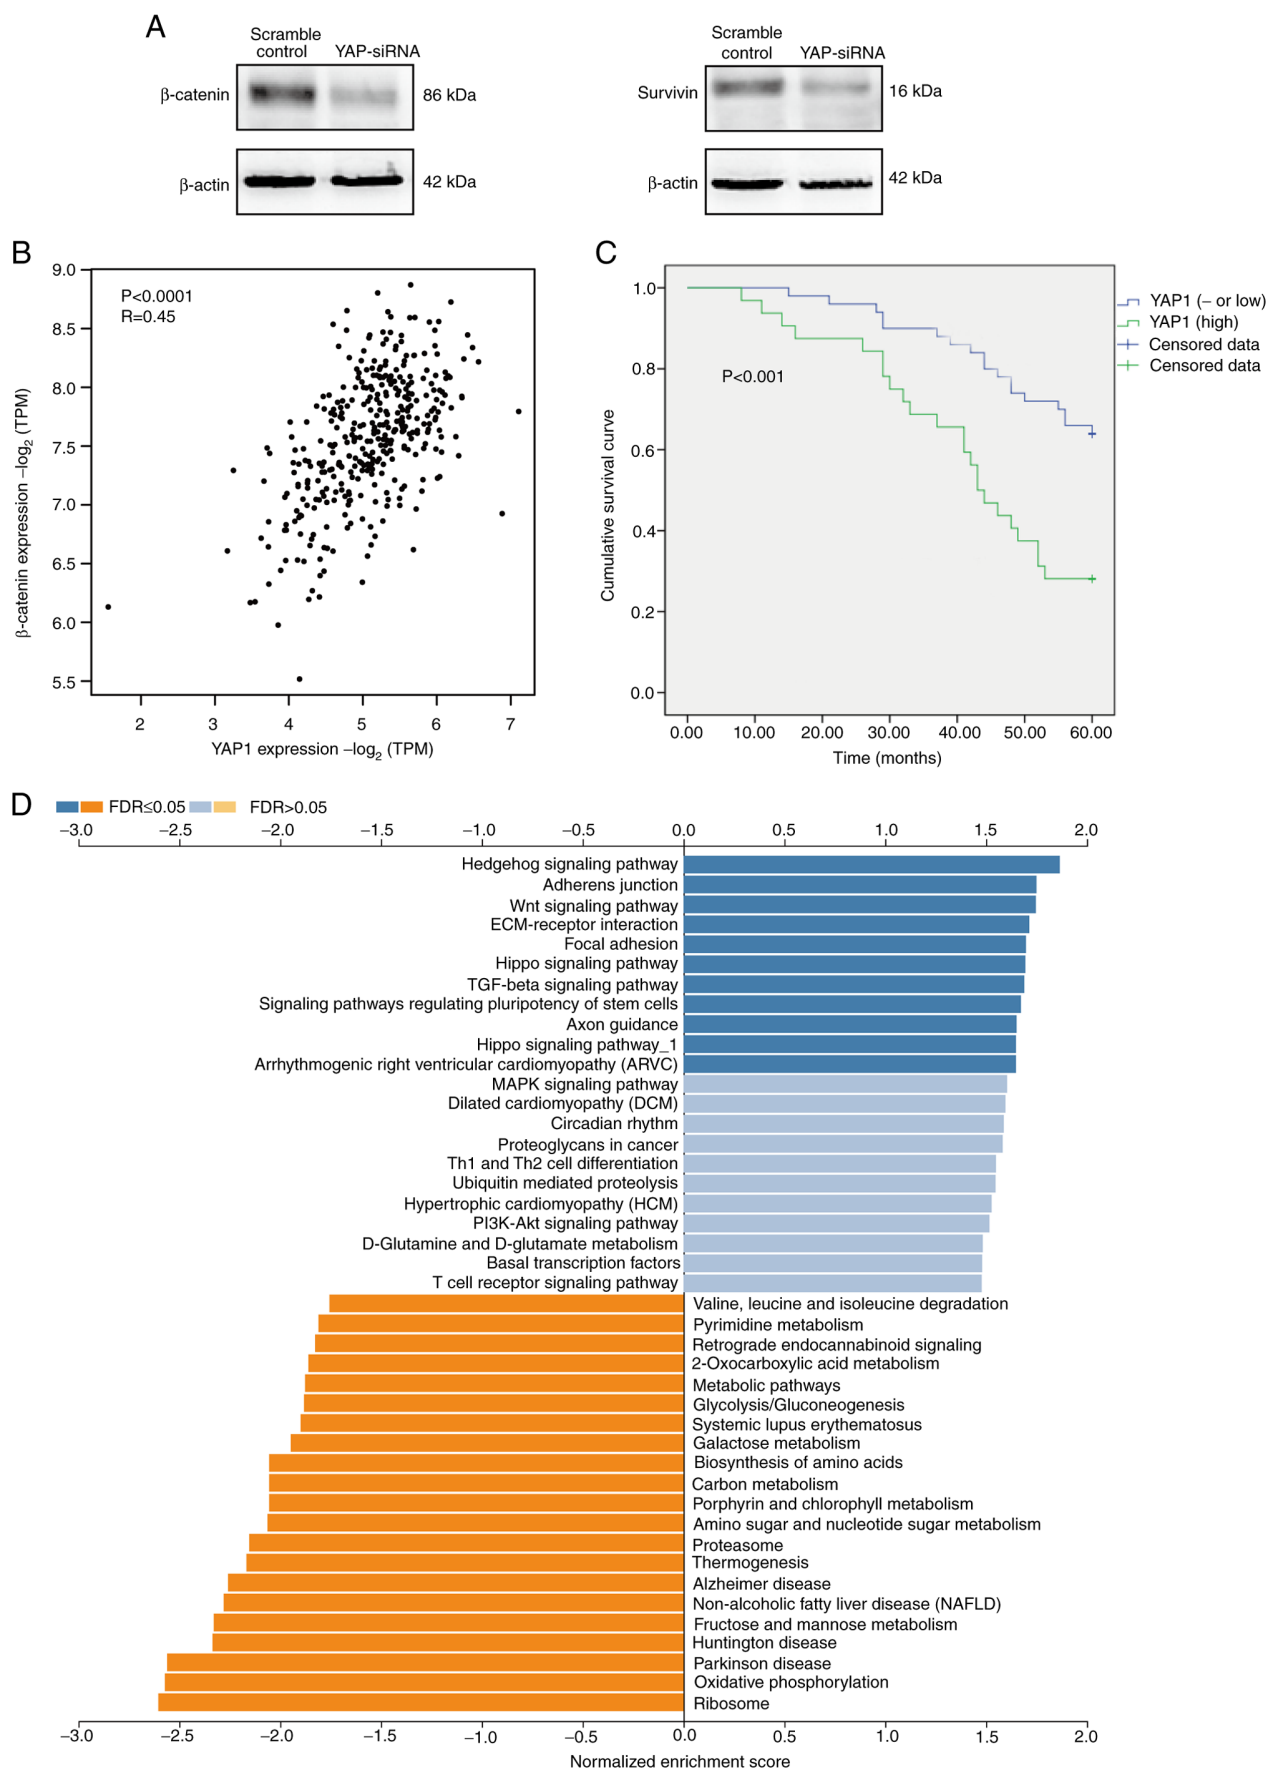 A
Scramble
control
YAP-siRNA
β-catenin
86 kDa
β-actin
42 kDa
Scramble
control
YAP-siRNA
Survivin
16 kDa
β-actin
42 kDa
B
P<0.0001
R=0.45
9.0
8.5
8.0
7.5
7.0
6.5
6.0
5.5
β-catenin expression –log2 (TPM)
2 3 4 5 6 7
YAP1 expression –log2 (TPM)
C
1.0
0.8
0.6
0.4
0.2
0.0
Cumulative survival curve
P<0.001
0.00 10.00 20.00 30.00 40.00 50.00 60.00
Time (months)
YAP1 (– or low)
YAP1 (high)
Censored data
Censored data
D
FDR≤0.05
FDR>0.05
–3.0 –2.5 –2.0 –1.5 –1.0 –0.5 0.0 0.5 1.0 1.5 2.0
Hedgehog signaling pathway
Adherens junction
Wnt signaling pathway
ECM-receptor interaction
Focal adhesion
Hippo signaling pathway
TGF-beta signaling pathway
Signaling pathways regulating pluripotency of stem cells
Axon guidance
Hippo signaling pathway_1
Arrhythmogenic right ventricular cardiomyopathy (ARVC)
MAPK signaling pathway
Dilated cardiomyopathy (DCM)
Circadian rhythm
Proteoglycans in cancer
Th1 and Th2 cell differentiation
Ubiquitin mediated proteolysis
Hypertrophic cardiomyopathy (HCM)
PI3K-Akt signaling pathway
D-Glutamine and D-glutamate metabolism
Basal transcription factors
T cell receptor signaling pathway
Valine, leucine and isoleucine degradation
Pyrimidine metabolism
Retrograde endocannabinoid signaling
2-Oxocarboxylic acid metabolism
Metabolic pathways
Glycolysis/Gluconeogenesis
Systemic lupus erythematosus
Galactose metabolism
Biosynthesis of amino acids
Carbon metabolism
Porphyrin and chlorophyll metabolism
Amino sugar and nucleotide sugar metabolism
Proteasome
Thermogenesis
Alzheimer disease
Non-alcoholic fatty liver disease (NAFLD)
Fructose and mannose metabolism
Huntington disease
Parkinson disease
Oxidative phosphorylation
Ribosome
–3.0 –2.5 –2.0 –1.5 –1.0 –0.5 0.0 0.5 1.0 1.5 2.0
Normalized enrichment score